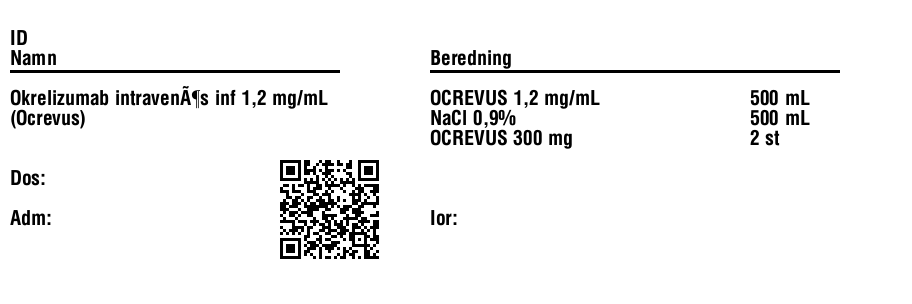 ID
Namn
Okrelizumab intravenÃ¶s inf 1,2 mg/mL
(Ocrevus)
Dos:
Adm:
Beredning
OCREVUS 1,2 mg/mL 500 mL
NaCl 0,9% 500 mL
OCREVUS 300 mg 2 st
Ior: